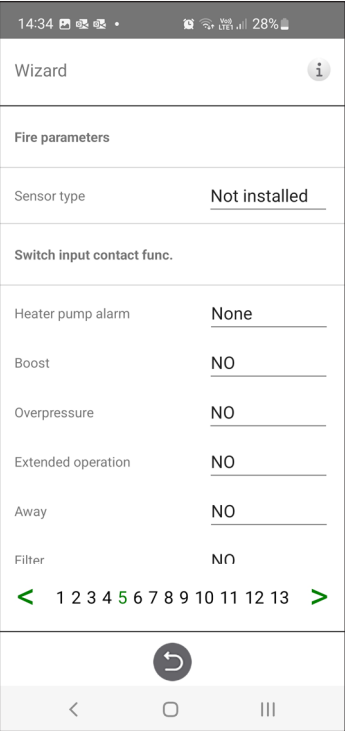 14:34 28%
Wizard i
Fire parameters
Sensor type Not installed
Switch input contact func.
Heater pump alarm None
Boost NO
Overpressure NO
Extended operation NO
Away NO
Filter NO
< 1 2 3 4 5 6 7 8 9 10 11 12 13 >